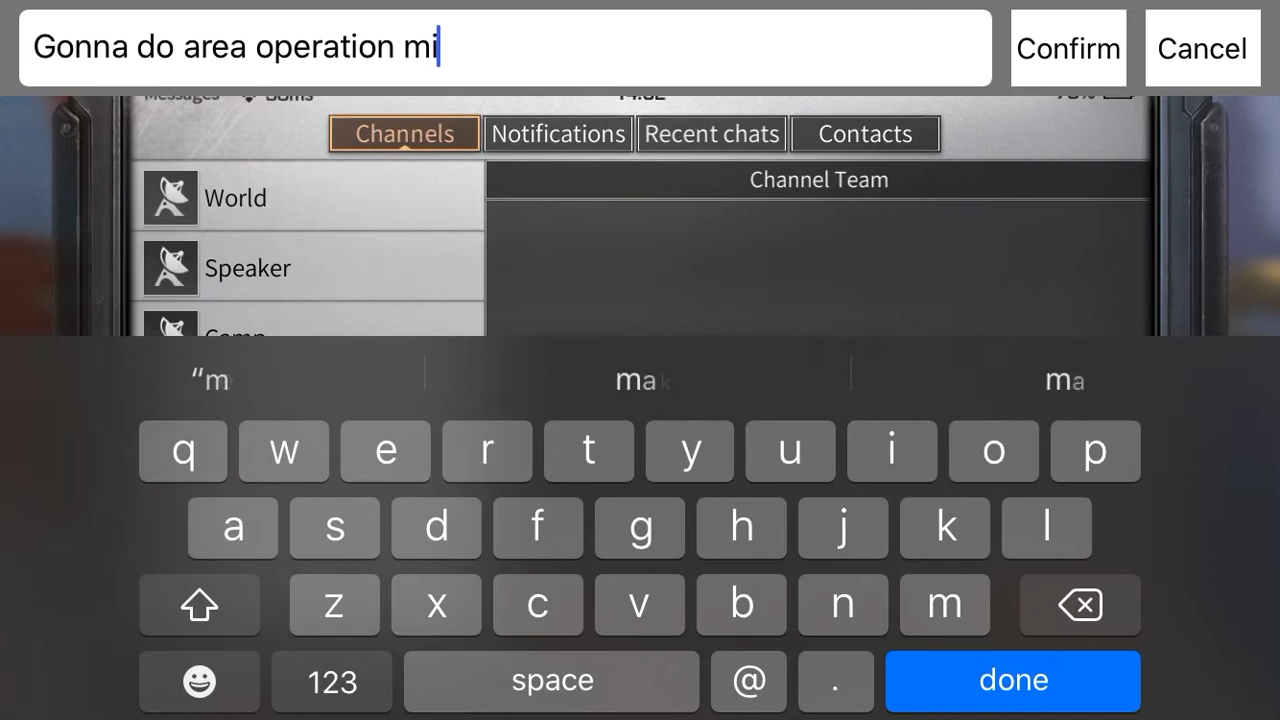 Gonna do area operation mi
Confirm
Cancel
Channels
Notifications
Recent chats
Contacts
World
Channel Team
Speaker
“m
mak
ma
q w e r t y u i o p
a s d f g h j k l
z x c v b n m
123
space
@
.
done